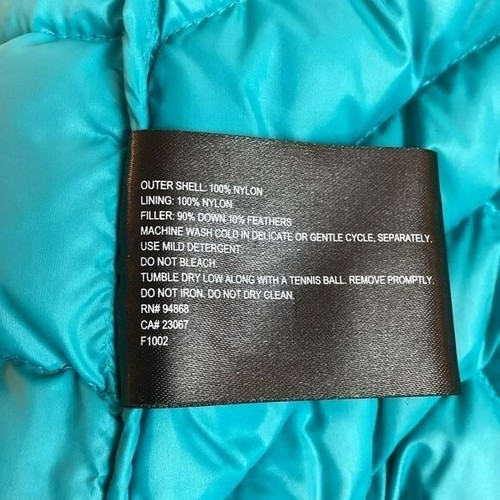 OUTER SHELL: 100% NYLON
LINING: 100% NYLON
FILLER: 90% DOWN 10% FEATHERS
MACHINE WASH COLD IN DELICATE OR GENTLE CYCLE, SEPARATELY.
USE MILD DETERGENT.
DO NOT BLEACH.
TUMBLE DRY LOW ALONG WITH A TENNIS BALL. REMOVE PROMPTLY.
DO NOT IRON. DO NOT DRY CLEAN.
RN# 94868
CA# 23067
F1002